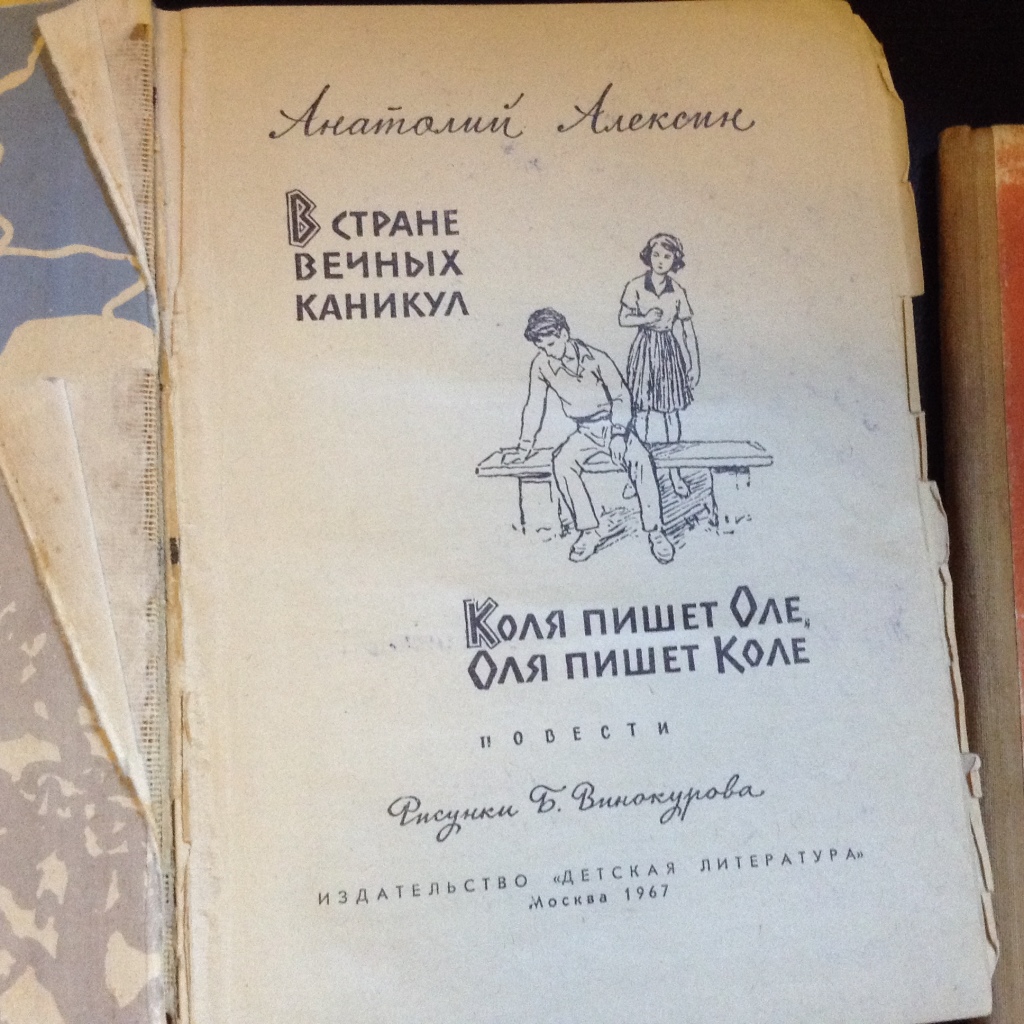 Анатолий Алексин
В СТРАНЕ
ВЕЧНЫХ
КАНИКУЛ
КОЛЯ ПИШЕТ ОЛЕ,
ОЛЯ ПИШЕТ КОЛЕ
ПОВЕСТИ
Рисунки Б. Винокурова
ИЗДАТЕЛЬСТВО «ДЕТСКАЯ ЛИТЕРАТУРА»
Москва 1967